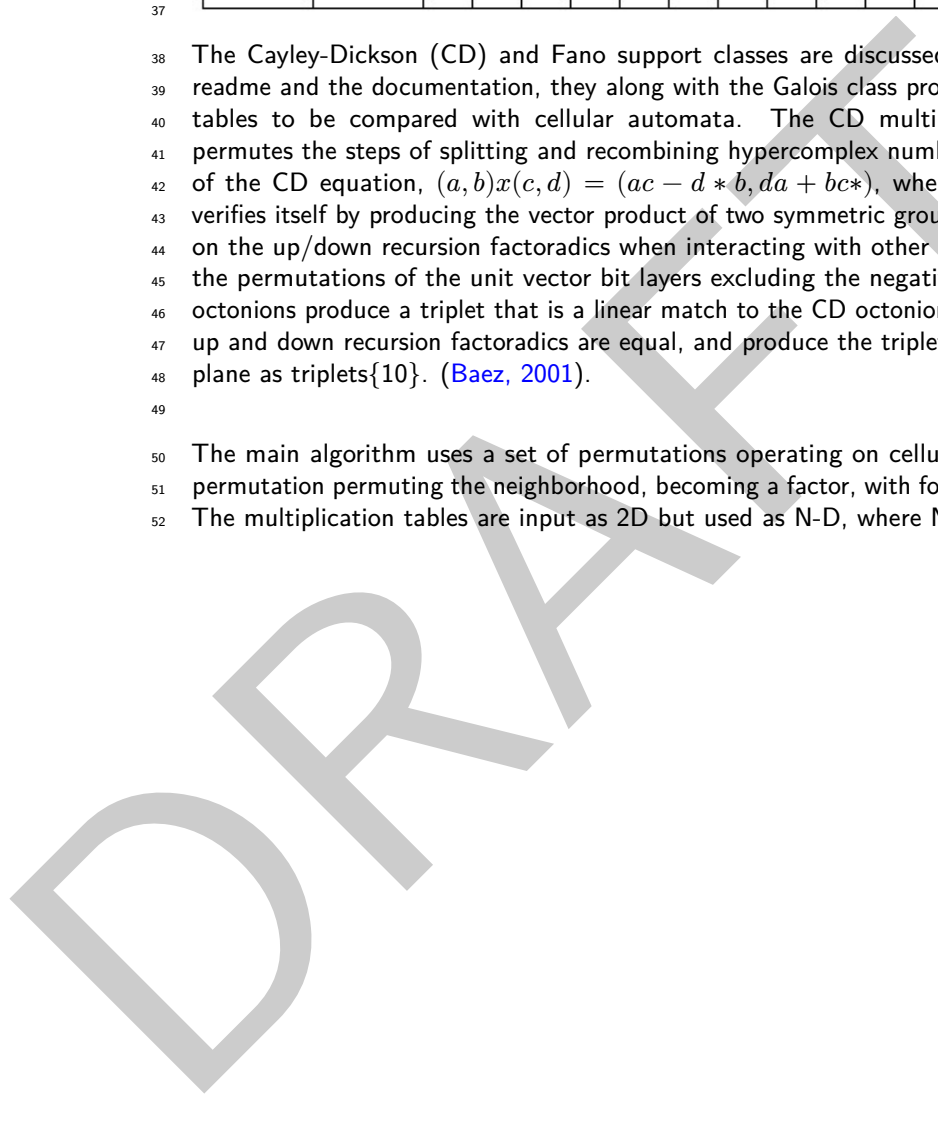 37
38 The Cayley-Dickson (CD) and Fano support classes are discussed
39 readme and the documentation, they along with the Galois class pro
40 tables to be compared with cellular automata. The CD multi
41 permutes the steps of splitting and recombining hypercomplex num
42 of the CD equation, (a, b)x(c, d) = (ac − d ∗ b, da + bc∗), whe
43 verifies itself by producing the vector product of two symmetric grou
44 on the up/down recursion factoradics when interacting with other
45 the permutations of the unit vector bit layers excluding the negati
46 octonions produce a triplet that is a linear match to the CD octonion
47 up and down recursion factoradics are equal, and produce the triplet
48 plane as triplets{10}. (Baez, 2001).
49
50 The main algorithm uses a set of permutations operating on cellu
51 permutation permuting the neighborhood, becoming a factor, with fo
52 The multiplication tables are input as 2D but used as N-D, where N
DRAFT